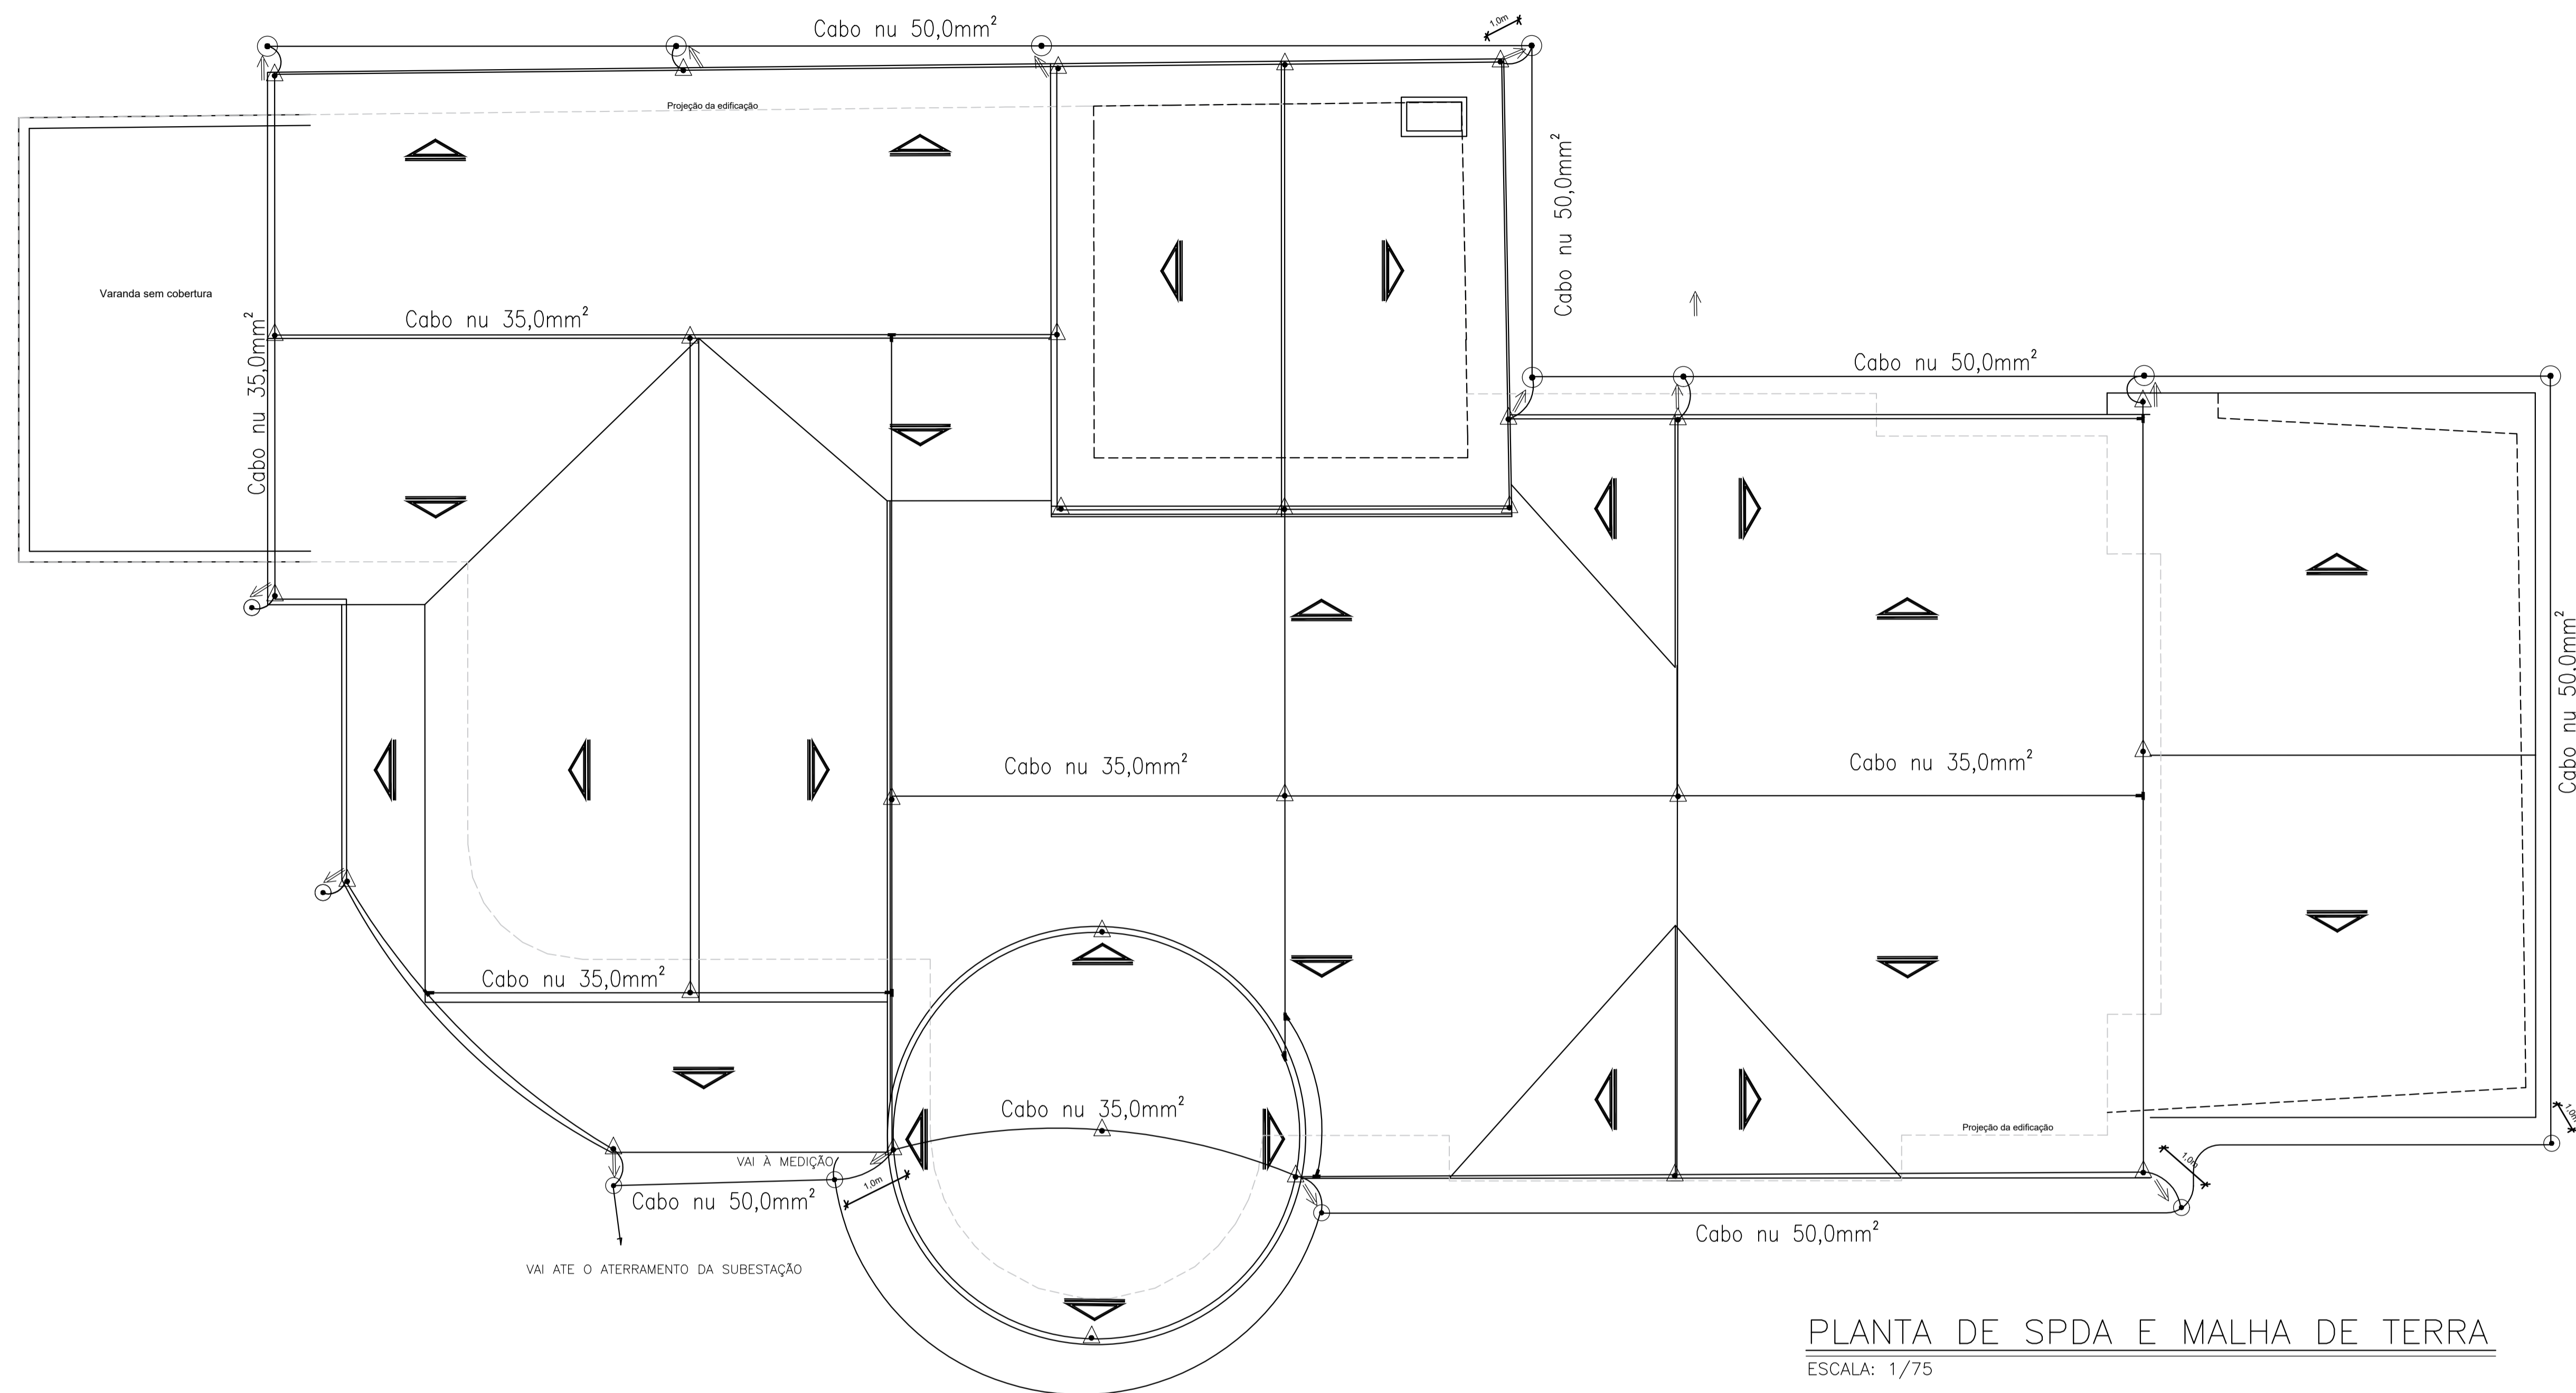 Cabo nu 50,0mm²
1,0m
Projeção da edificação
Cabo nu 50,0mm²
Varanda sem cobertura
Cabo nu 35,0mm²
Cabo nu 35,0mm²
Cabo nu 50,0mm²
Cabo nu 50,0mm²
Cabo nu 35,0mm²
Cabo nu 35,0mm²
Cabo nu 35,0mm²
Cabo nu 35,0mm²
1,0m
Projeção da edificação
VAI À MEDIÇÃO
1,0m
1,0m
Cabo nu 50,0mm²
Cabo nu 50,0mm²
VAI ATE O ATERRAMENTO DA SUBESTAÇÃO
PLANTA DE SPDA E MALHA DE TERRA
ESCALA: 1/75